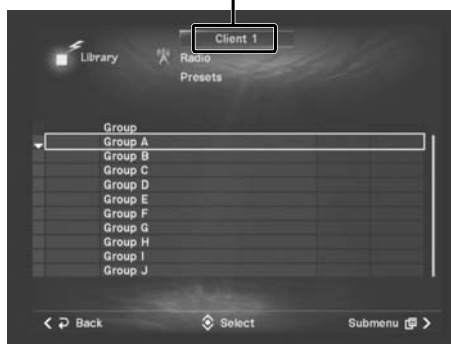 Client 1
Library
Radio
Presets
Group
Group A
Group B
Group C
Group D
Group E
Group F
Group G
Group H
Group I
Group J
Back
Select
Submenu